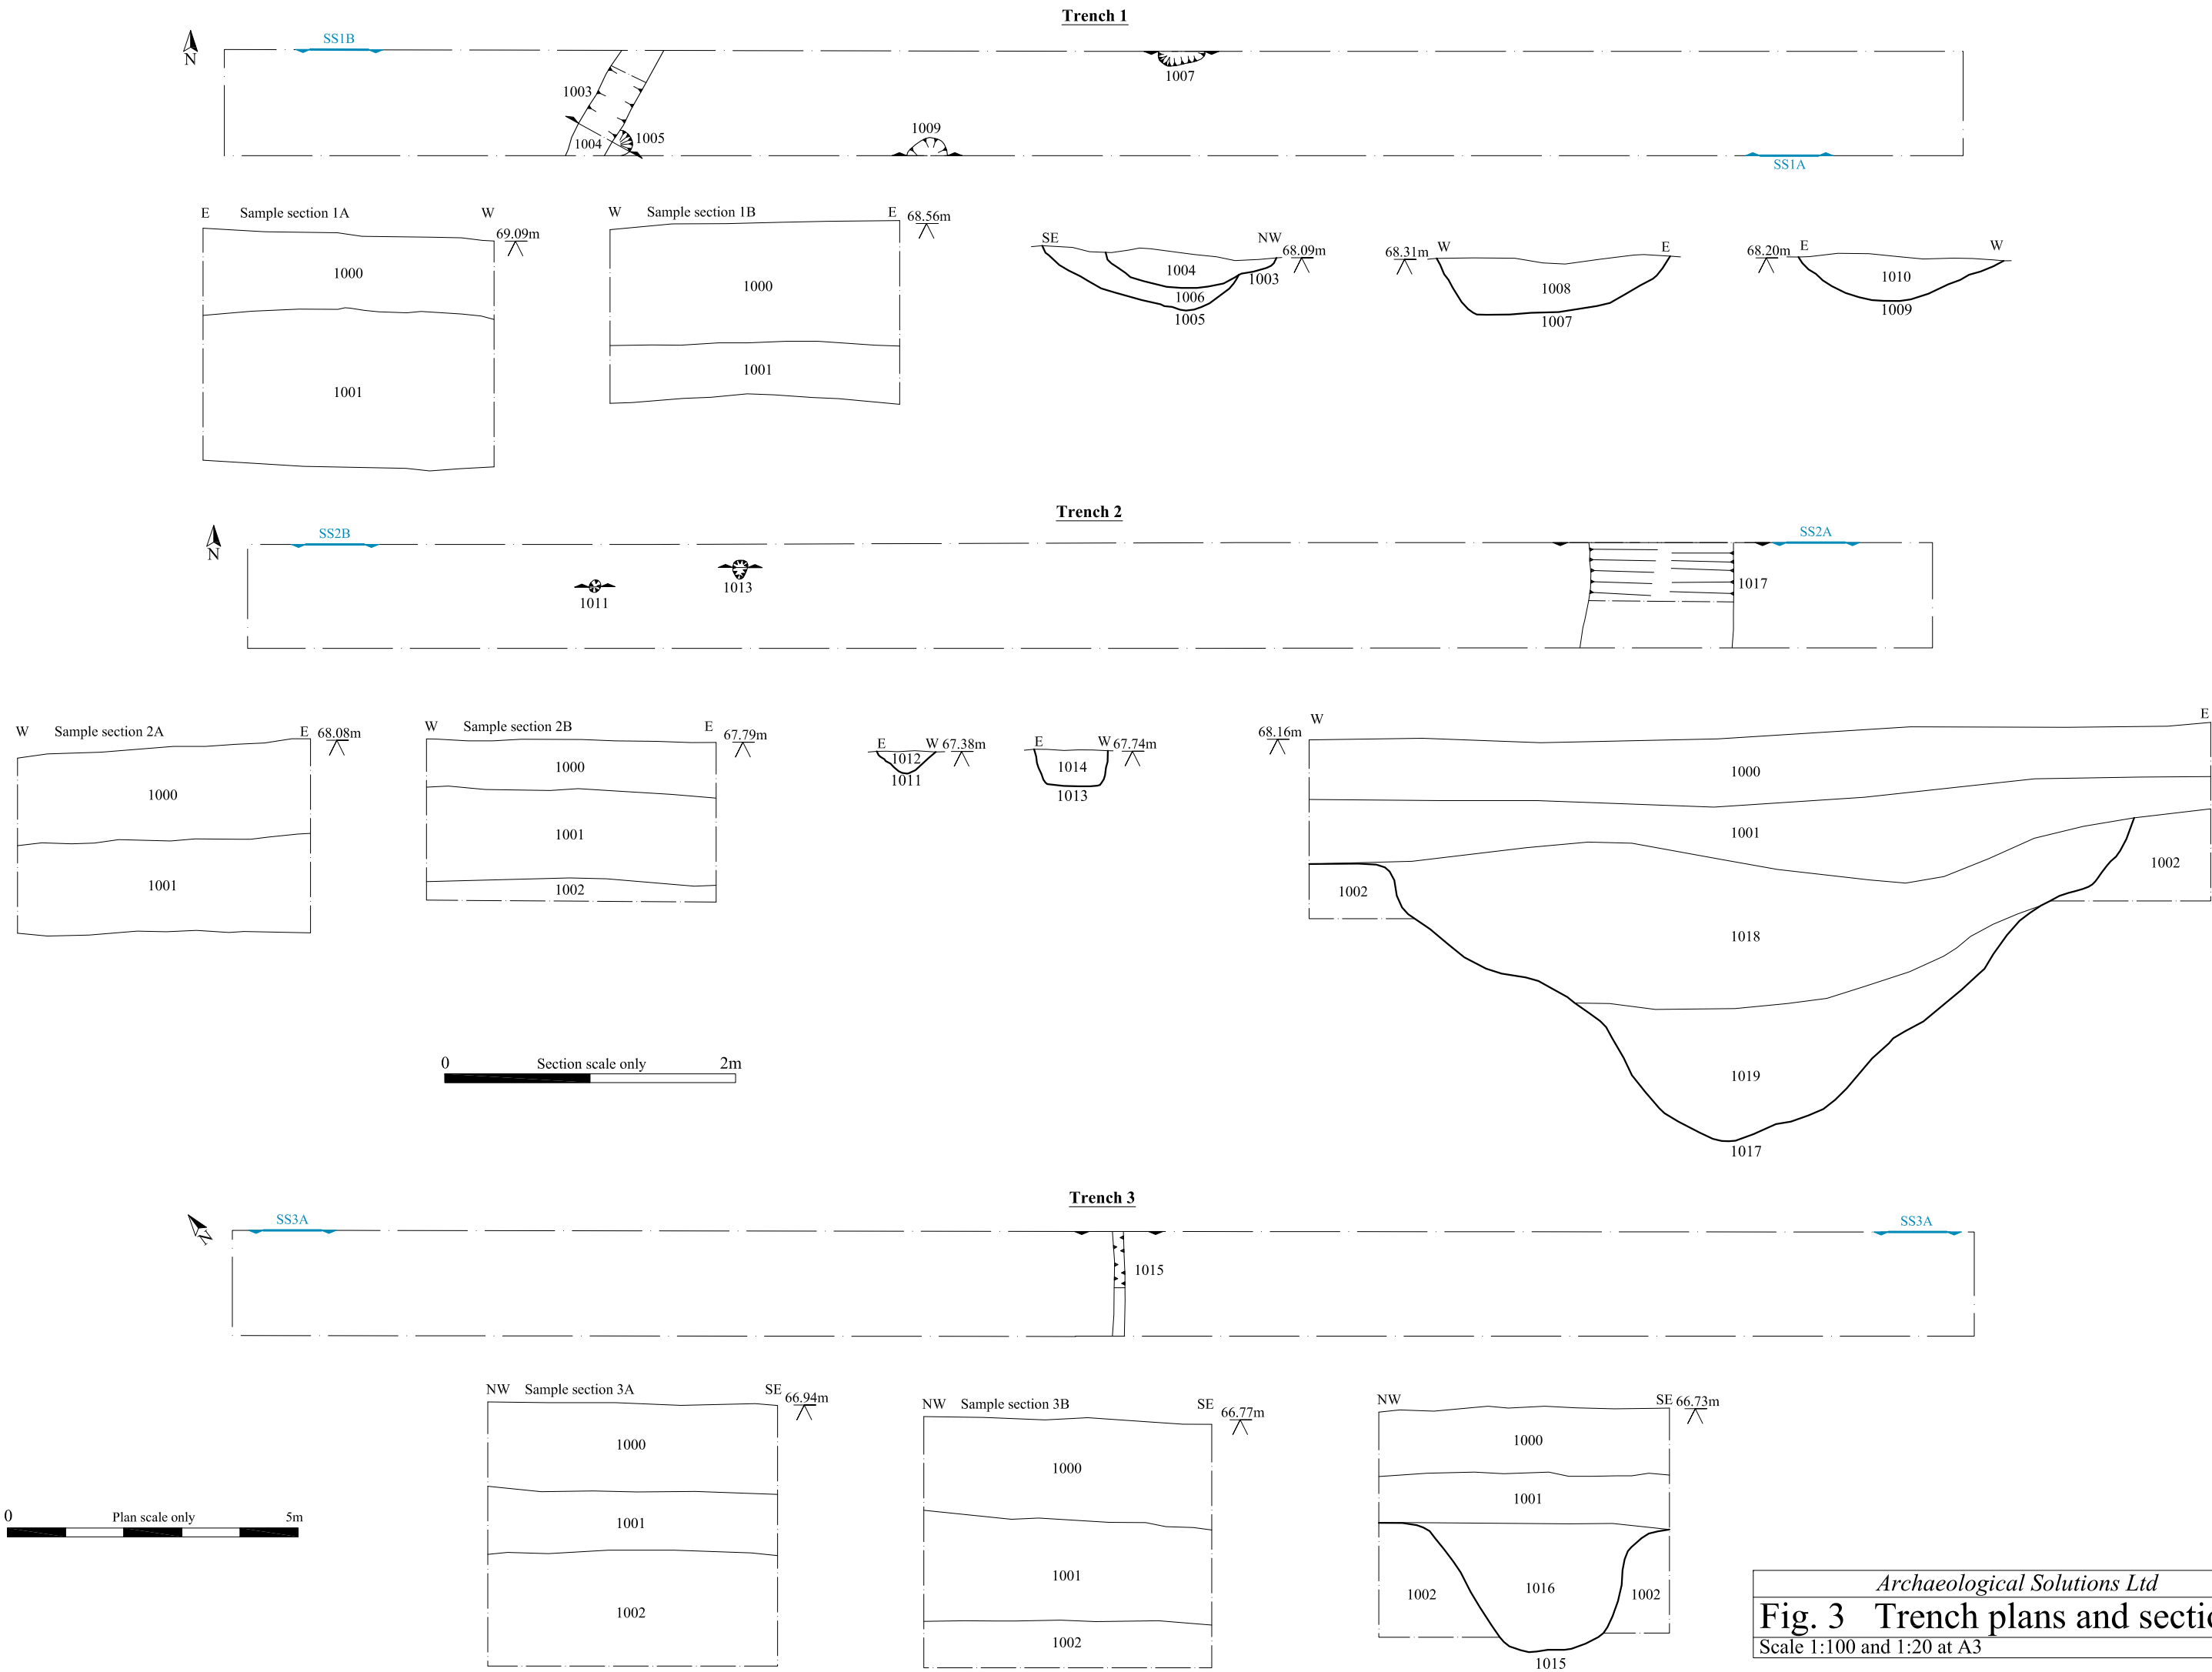 Trench 1
N
SS1B
1003
1004
1005
1009
1007
SS1A
E Sample section 1A W
69.09m
1000
1001
W Sample section 1B E
68.56m
1000
1001
SE NW
68.09m
1004
1003
1006
1005
68.31m
W E
1008
1007
68.20m
E W
1010
1009
Trench 2
N
SS2B
1011
1013
1017
SS2A
W Sample section 2A E
68.08m
1000
1001
W Sample section 2B E
67.79m
1000
1001
1002
E W
67.38m
1012
1011
E W
67.74m
1014
1013
68.16m
W E
1000
1001
1002
1002
1018
1019
1017
0 Section scale only 2m
Trench 3
N
SS3A
1015
SS3A
NW Sample section 3A SE
66.94m
1000
1001
1002
NW Sample section 3B SE
66.77m
1000
1001
1002
NW SE
66.73m
1000
1001
1002
1016
1002
1015
0 Plan scale only 5m
Archaeological Solutions Ltd
Fig. 3 Trench plans and
Scale 1:100 and 1:20 at A3